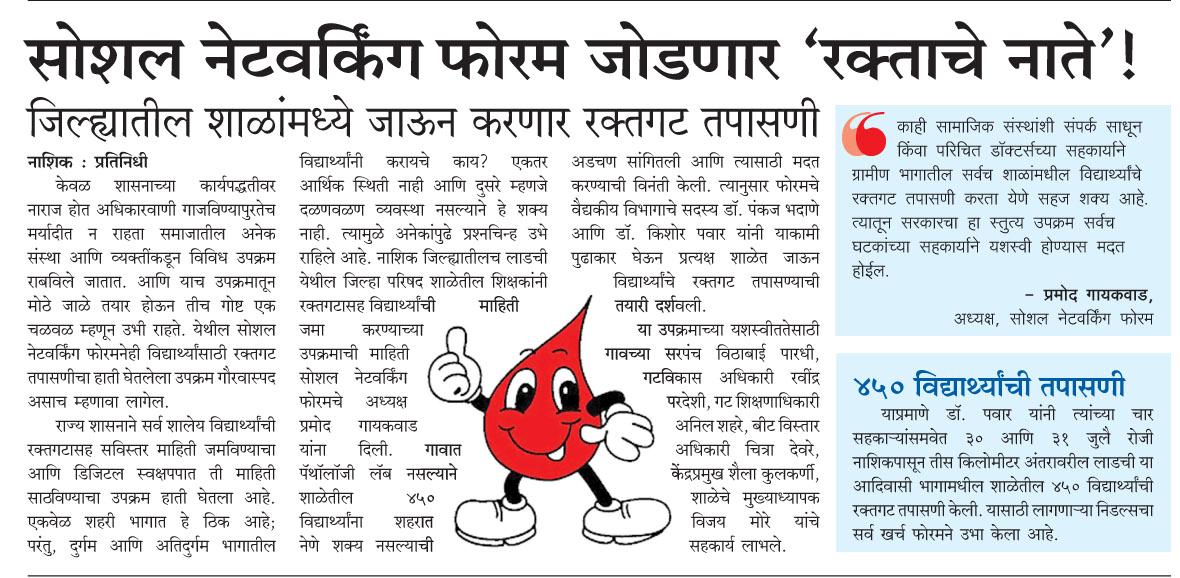 सोशल नेटवर्किंग फोरम जोडणार ‘रक्ताचे नाते’!
जिल्ह्यातील शाळांमध्ये जाऊन करणार रक्तगट तपासणी
नाशिक : प्रतिनिधी
केवळ शासनाच्या कार्यपद्धतीवर
नाराज होत अधिकारवाणी गाजविण्यापुरतेच
मर्यादीत न राहता समाजातील अनेक
संस्था आणि व्यक्तींकडून विविध उपक्रम
राबविले जातात. आणि याच उपक्रमातून
मोठे जाळे तयार होऊन तीच गोष्ट एक
चळवळ म्हणून उभी राहते. येथील सोशल
नेटवर्किंग फोरमनेही विद्यार्थ्यांसाठी रक्तगट
तपासणीचा हाती घेतलेला उपक्रम गौरवास्पद
असाच म्हणावा लागेल.
राज्य शासनाने सर्व शालेय विद्यार्थ्यांची
रक्तगटासह सविस्तर माहिती जमविण्याचा
आणि डिजिटल स्वक्षपपात ती माहिती
साठविण्याचा उपक्रम हाती घेतला आहे.
एकवेळ शहरी भागात हे ठिक आहे;
परंतु, दुर्गम आणि अतिदुर्गम भागातील
विद्यार्थ्यांनी करायचे काय? एकतर
आर्थिक स्थिती नाही आणि दुसरे म्हणजे
दळणवळण व्यवस्था नसल्याने हे शक्य
नाही. त्यामुळे अनेकांपुढे प्रश्नचिन्ह उभे
राहिले आहे. नाशिक जिल्ह्यातीलच लाडची
येथील जिल्हा परिषद शाळेतील शिक्षकांनी
रक्तगटासह विद्यार्थ्यांची माहिती
जमा करण्याच्या
उपक्रमाची माहिती
सोशल नेटवर्किंग
फोरमचे अध्यक्ष
प्रमोद गायकवाड
यांना दिली. गावात
पॅथॉलॉजी लॅब नसल्याने
शाळेतील ४५०
विद्यार्थ्यांना शहरात
नेणे शक्य नसल्याची
अडचण सांगितली आणि त्यासाठी मदत
करण्याची विनंती केली. त्यानुसार फोरमचे
वैद्यकीय विभागाचे सदस्य डॉ. पंकज भदाणे
आणि डॉ. किशोर पवार यांनी याकामी
पुढाकार घेऊन प्रत्यक्ष शाळेत जाऊन
विद्यार्थ्यांचे रक्तगट तपासण्याची
तयारी दर्शवली.
या उपक्रमाच्या यशस्वीततेसाठी
गावच्या सरपंच विठाबाई पारधी,
गटविकास अधिकारी रवींद्र
परदेशी, गट शिक्षणाधिकारी
अनिल शहरे, बीट विस्तार
अधिकारी चित्रा देवरे,
केंद्रप्रमुख शैला कुलकर्णी,
शाळेचे मुख्याध्यापक
विजय मोरे यांचे
सहकार्य लाभले.
काही सामाजिक संस्थांशी संपर्क साधून
किंवा परिचित डॉक्टर्सच्या सहकार्याने
ग्रामीण भागातील सर्वच शाळांमधील विद्यार्थ्यांचे
रक्तगट तपासणी करता येणे सहज शक्य आहे.
त्यातून सरकारचा हा स्तुत्य उपक्रम सर्वच
घटकांच्या सहकार्याने यशस्वी होण्यास मदत
होईल.
– प्रमोद गायकवाड,
अध्यक्ष, सोशल नेटवर्किंग फोरम
४५० विद्यार्थ्यांची तपासणी
याप्रमाणे डॉ. पवार यांनी त्यांच्या चार
सहकाऱ्यांसमवेत ३० आणि ३१ जुलै रोजी
नाशिकपासून तीस किलोमीटर अंतरावरील लाडची या
आदिवासी भागामधील शाळेतील ४५० विद्यार्थ्यांची
रक्तगट तपासणी केली. यासाठी लागणाऱ्या निडल्सचा
सर्व खर्च फोरमने उभा केला आहे.